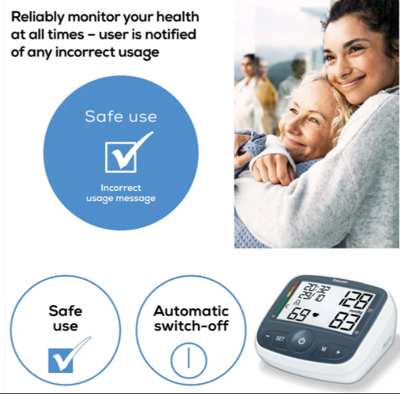 Reliably monitor your health
at all times – user is notified
of any incorrect usage
Safe use
Incorrect
usage message
Safe
use
Automatic
switch-off
128
83
69
SET
M